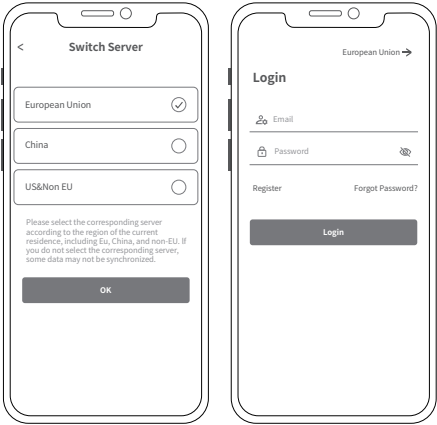 < Switch Server
European Union
China
US&Non EU
Please select the corresponding server
according to the region of the current
residence, including Eu, China, and non-EU. If
you do not select the corresponding server,
some data may not be synchronized.
OK
European Union →
Login
Email
Password
Register Forgot Password?
Login